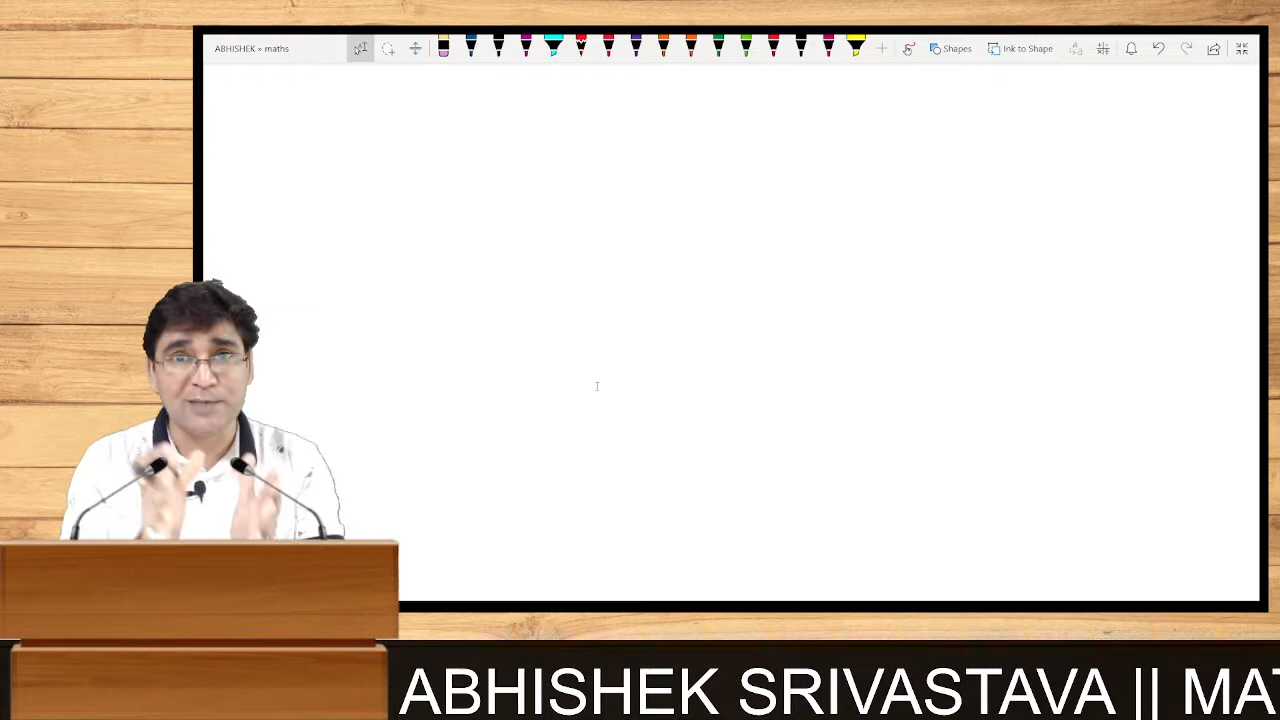 ABHISHEK » maths
Shapes
Ink to Shape
ABHISHEK SRIVASTAVA || MAT